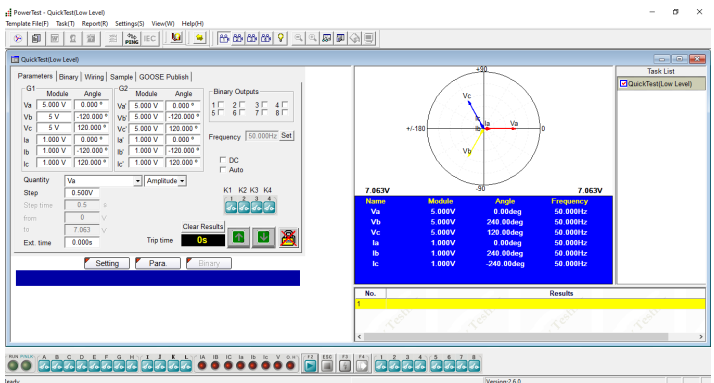 PowerTest - QuickTest(Low Level)
Template File(F) Task(T) Report(R) Settings(S) View(W) Help(H)
PING IEC
QuickTest(Low Level)
Parameters Binary Wiring Sample GOOSE Publish
G1 G2
Module Angle Module Angle
Va 5.000 V 0.000 ° Va' 5.000 V 0.000 °
Vb 5 V -120.000 ° Vb' 5.000 V -120.000 °
Vc 5 V 120.000 ° Vc' 5.000 V 120.000 °
Ia 1.000 V 0.000 ° Ia' 1.000 V 0.000 °
Ib 1.000 V -120.000 ° Ib' 1.000 V -120.000 °
Ic 1.000 V 120.000 ° Ic' 1.000 V 120.000 °
Binary Outputs
1 2 3 4
5 6 7 8
Frequency 50.000Hz Set
DC
Auto
Quantity Va Amplitude
Step 0.500V
Step time 0.5 s
from 0 V
to 7.063 V
Ext. time 0.000s
K1 K2 K3 K4
1 2 3 4
Clear Results
Trip time 0s
Setting Para. Binary
+90
+/-180
0
-90
Vc
Ia Va
Ib
Vb
7.063V 7.063V
Name Module Angle Frequency
Va 5.000V 0.00deg 50.000Hz
Vb 5.000V 240.00deg 50.000Hz
Vc 5.000V 120.00deg 50.000Hz
Ia 1.000V 0.00deg 50.000Hz
Ib 1.000V 240.00deg 50.000Hz
Ic 1.000V -240.00deg 50.000Hz
No. Results
1
Task List
QuickTest(Low Level)
A B C D E F G H I J K L IA IB IC Ia Ib Ic V F2 ESC F3 F4 1 2 3 4 5 6 7 8
ready Version:2.6.0